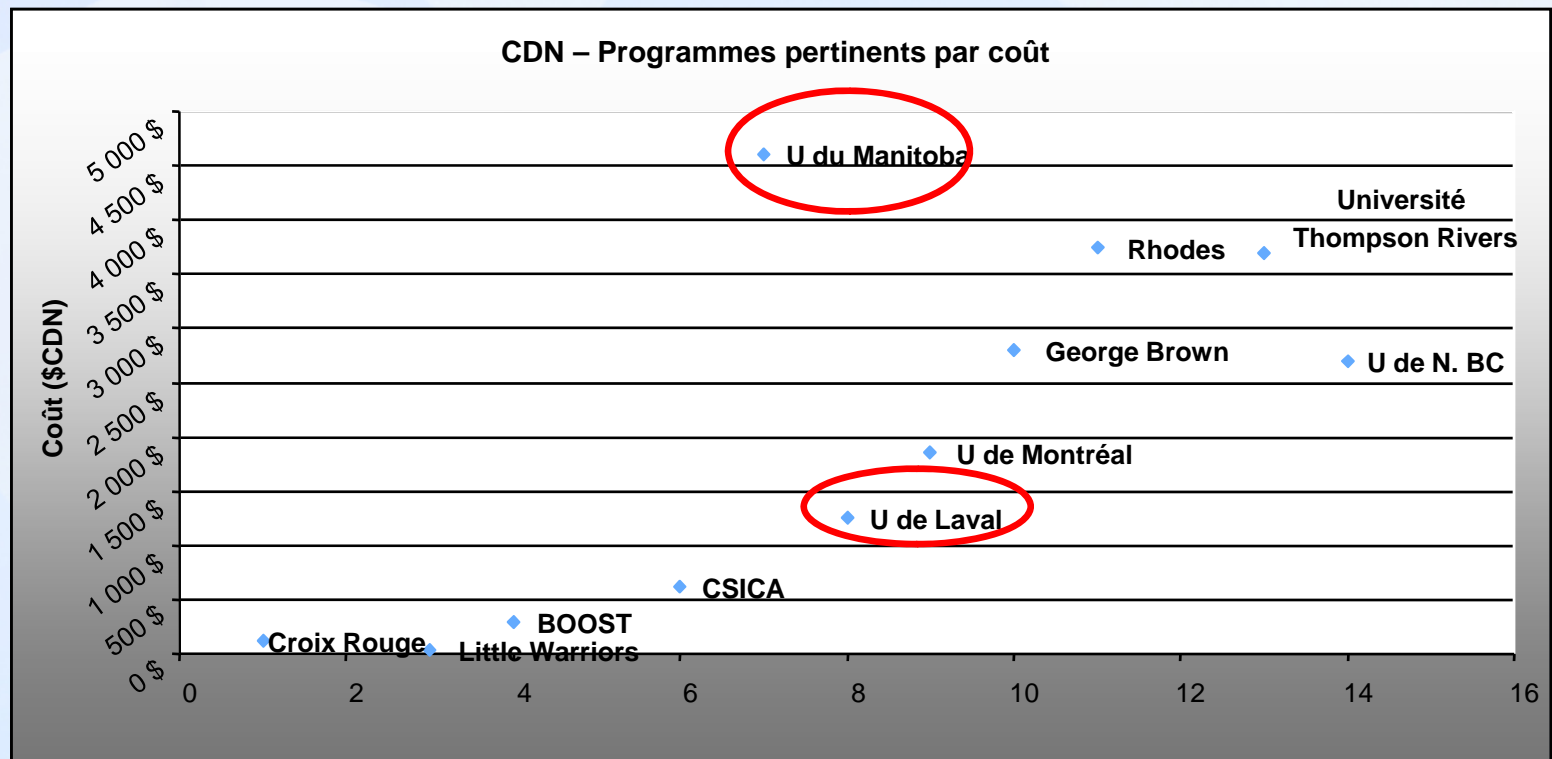 CDN – Programmes pertinents par coût
5 000 $
4 500 $
4 000 $
3 500 $
3 000 $
2 500 $
2 000 $
1 500 $
1 000 $
500 $
0 $
Coût ($CDN)
U du Manitoba
Université
Thompson Rivers
Rhodes
George Brown
U de N. BC
U de Montréal
U de Laval
CSICA
BOOST
Croix Rouge
Little Warriors
0 2 4 6 8 10 12 14 16